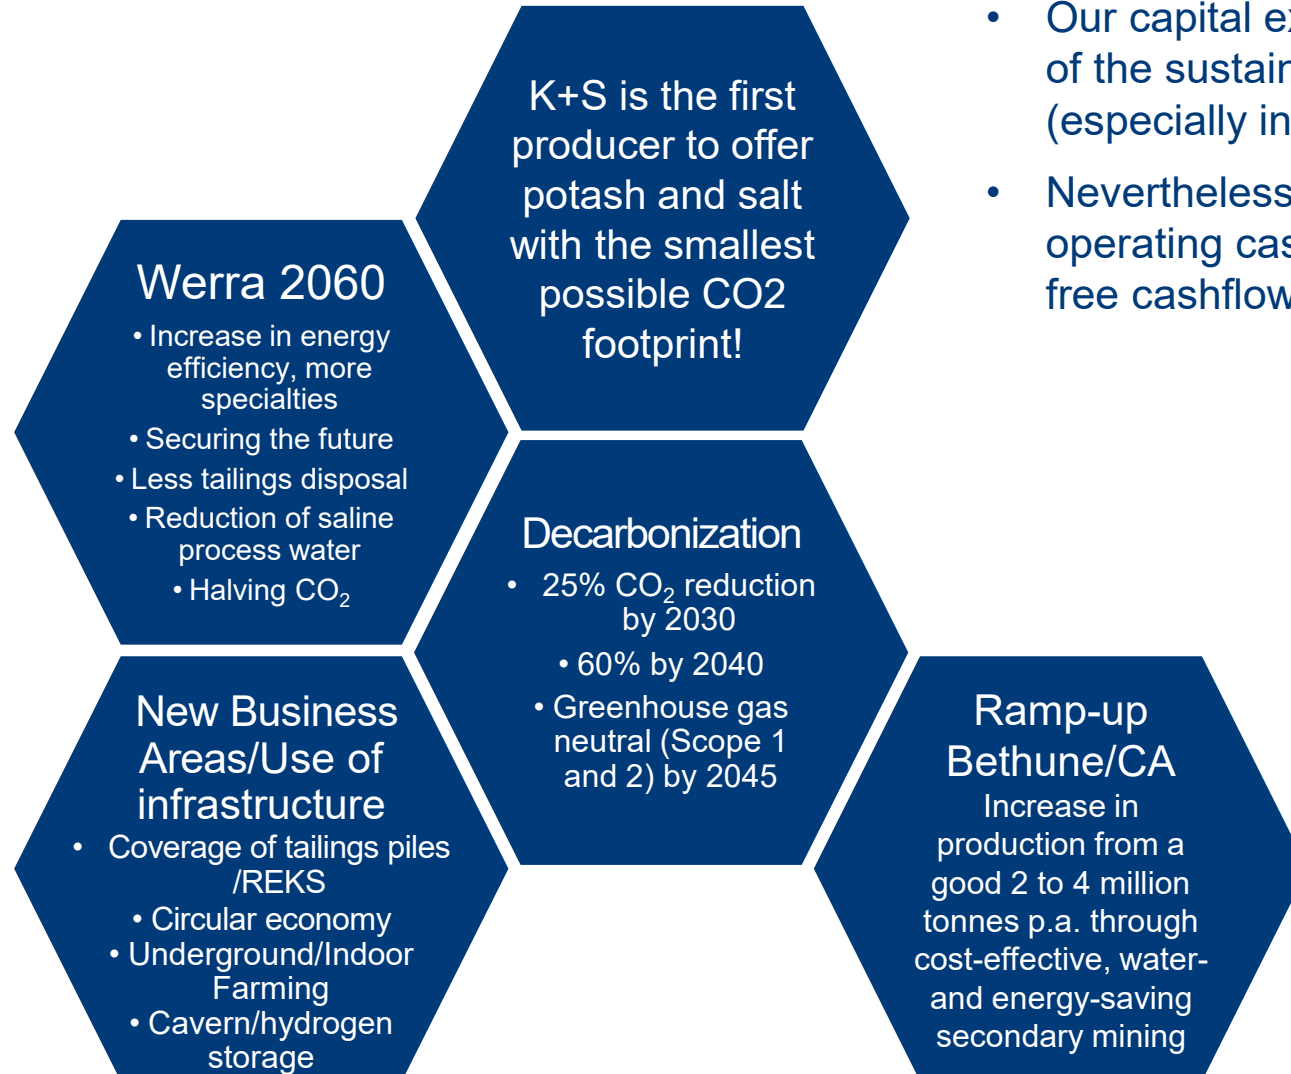 K+S is the first
producer to offer
potash and salt
with the smallest
possible CO2
footprint!
• Our capital
of the
(especially
• Nevertheless
operating
free cashflow
Werra 2060
• Increase in energy
efficiency, more
specialties
• Securing the future
• Less tailings disposal
• Reduction of saline
process water
• Halving CO₂
Decarbonization
• 25% CO₂ reduction
by 2030
• 60% by 2040
• Greenhouse gas
neutral (Scope 1
and 2) by 2045
New Business
Areas/Use of
infrastructure
• Coverage of tailings piles
/REKS
• Circular economy
• Underground/Indoor
Farming
• Cavern/hydrogen
storage
Ramp-up
Bethune/CA
Increase in
production from a
good 2 to 4 million
tonnes p.a. through
cost-effective, water-
and energy-saving
secondary mining